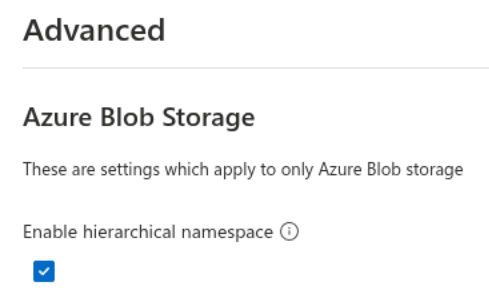 Advanced
Azure Blob Storage
These are settings which apply to only Azure Blob storage
Enable hierarchical namespace